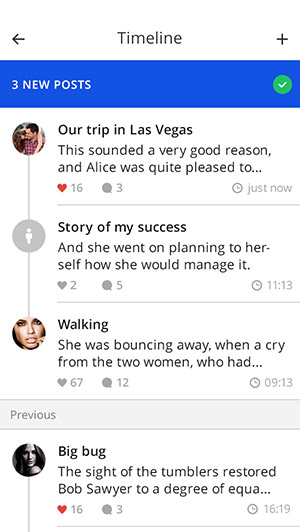 Timeline
3 NEW POSTS
Our trip in Las Vegas
This sounded a very good reason,
and Alice was quite pleased to...
16 3 just now
Story of my success
And she went on planning to her-
self how she would manage it.
2 5 11:13
Walking
She was bouncing away, when a cry
from the two women, who had...
67 12 09:13
Previous
Big bug
The sight of the tumblers restored
Bob Sawyer to a degree of equa...
16 3 16:19